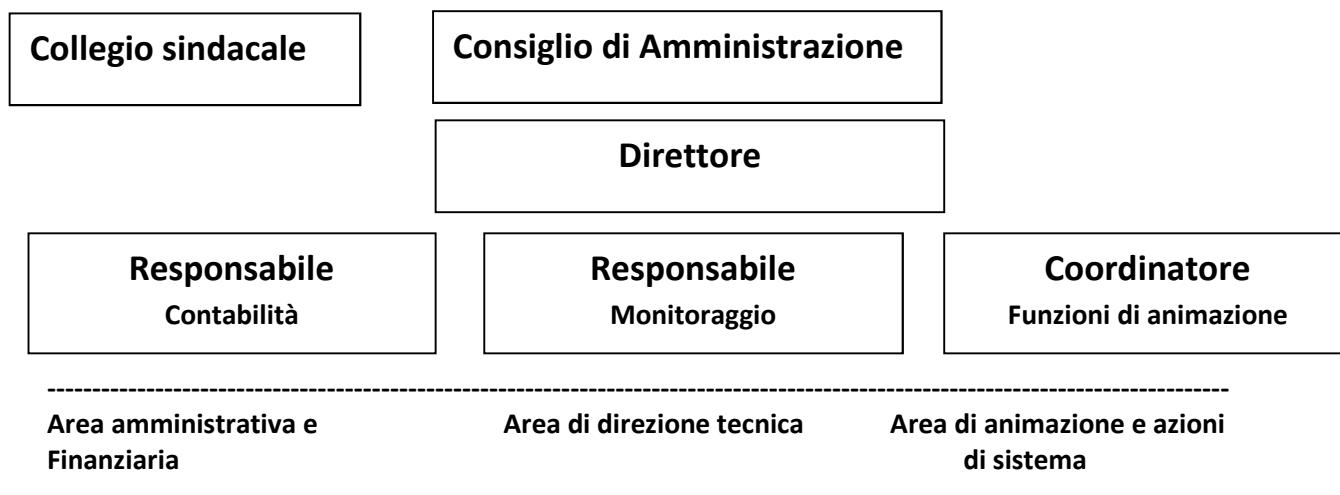 Collegio sindacale
Consiglio di Amministrazione
Direttore
Responsabile
Contabilità
Responsabile
Monitoraggio
Coordinatore
Funzioni di animazione
-----------------------------------------------------------------------------------------------------------------------------------
Area amministrativa e
Finanziaria
Area di direzione tecnica
Area di animazione e azioni
di sistema